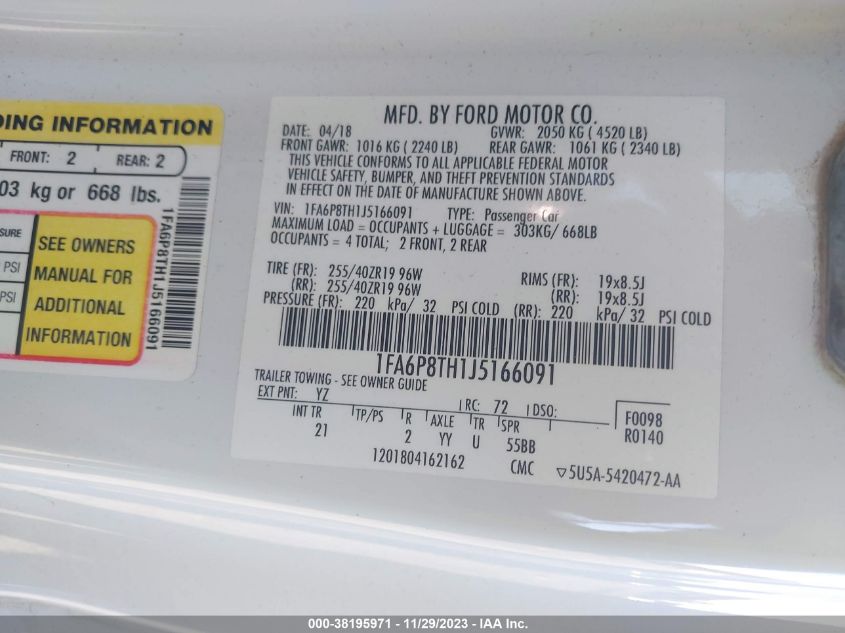 DING INFORMATION
FRONT: 2 REAR: 2
03 kg or 668 lbs.
SURE
PSI
PSI
SEE OWNERS
MANUAL FOR
ADDITIONAL
INFORMATION
1FA6P8TH1J5166091
MFD. BY FORD MOTOR CO.
DATE: 04/18 GVWR: 2050 KG ( 4520 LB)
FRONT GAWR: 1016 KG ( 2240 LB) REAR GAWR: 1061 KG ( 2340 LB)
THIS VEHICLE CONFORMS TO ALL APPLICABLE FEDERAL MOTOR
VEHICLE SAFETY, BUMPER, AND THEFT PREVENTION STANDARDS
IN EFFECT ON THE DATE OF MANUFACTURE SHOWN ABOVE.
VIN: 1FA6P8TH1J5166091 TYPE: Passenger Car
MAXIMUM LOAD = OCCUPANTS + LUGGAGE = 303KG/ 668LB
OCCUPANTS = 4 TOTAL; 2 FRONT, 2 REAR
TIRE (FR): 255/40ZR19 96W RIMS (FR): 19x8.5J
(RR): 255/40ZR19 96W (RR): 19x8.5J
PRESSURE (FR): 220 kPa/ 32 PSI COLD (RR): 220 kPa/ 32 PSI COLD
1FA6P8TH1J5166091
TRAILER TOWING - SEE OWNER GUIDE
EXT PNT: YZ RC: 72 DSO: F0098
INT TR TP/PS R AXLE TR SPR R0140
21 2 YY U 55BB
1201804162162 CMC ▽5U5A-5420472-AA
000-38195971 - 11/29/2023 - IAA Inc.